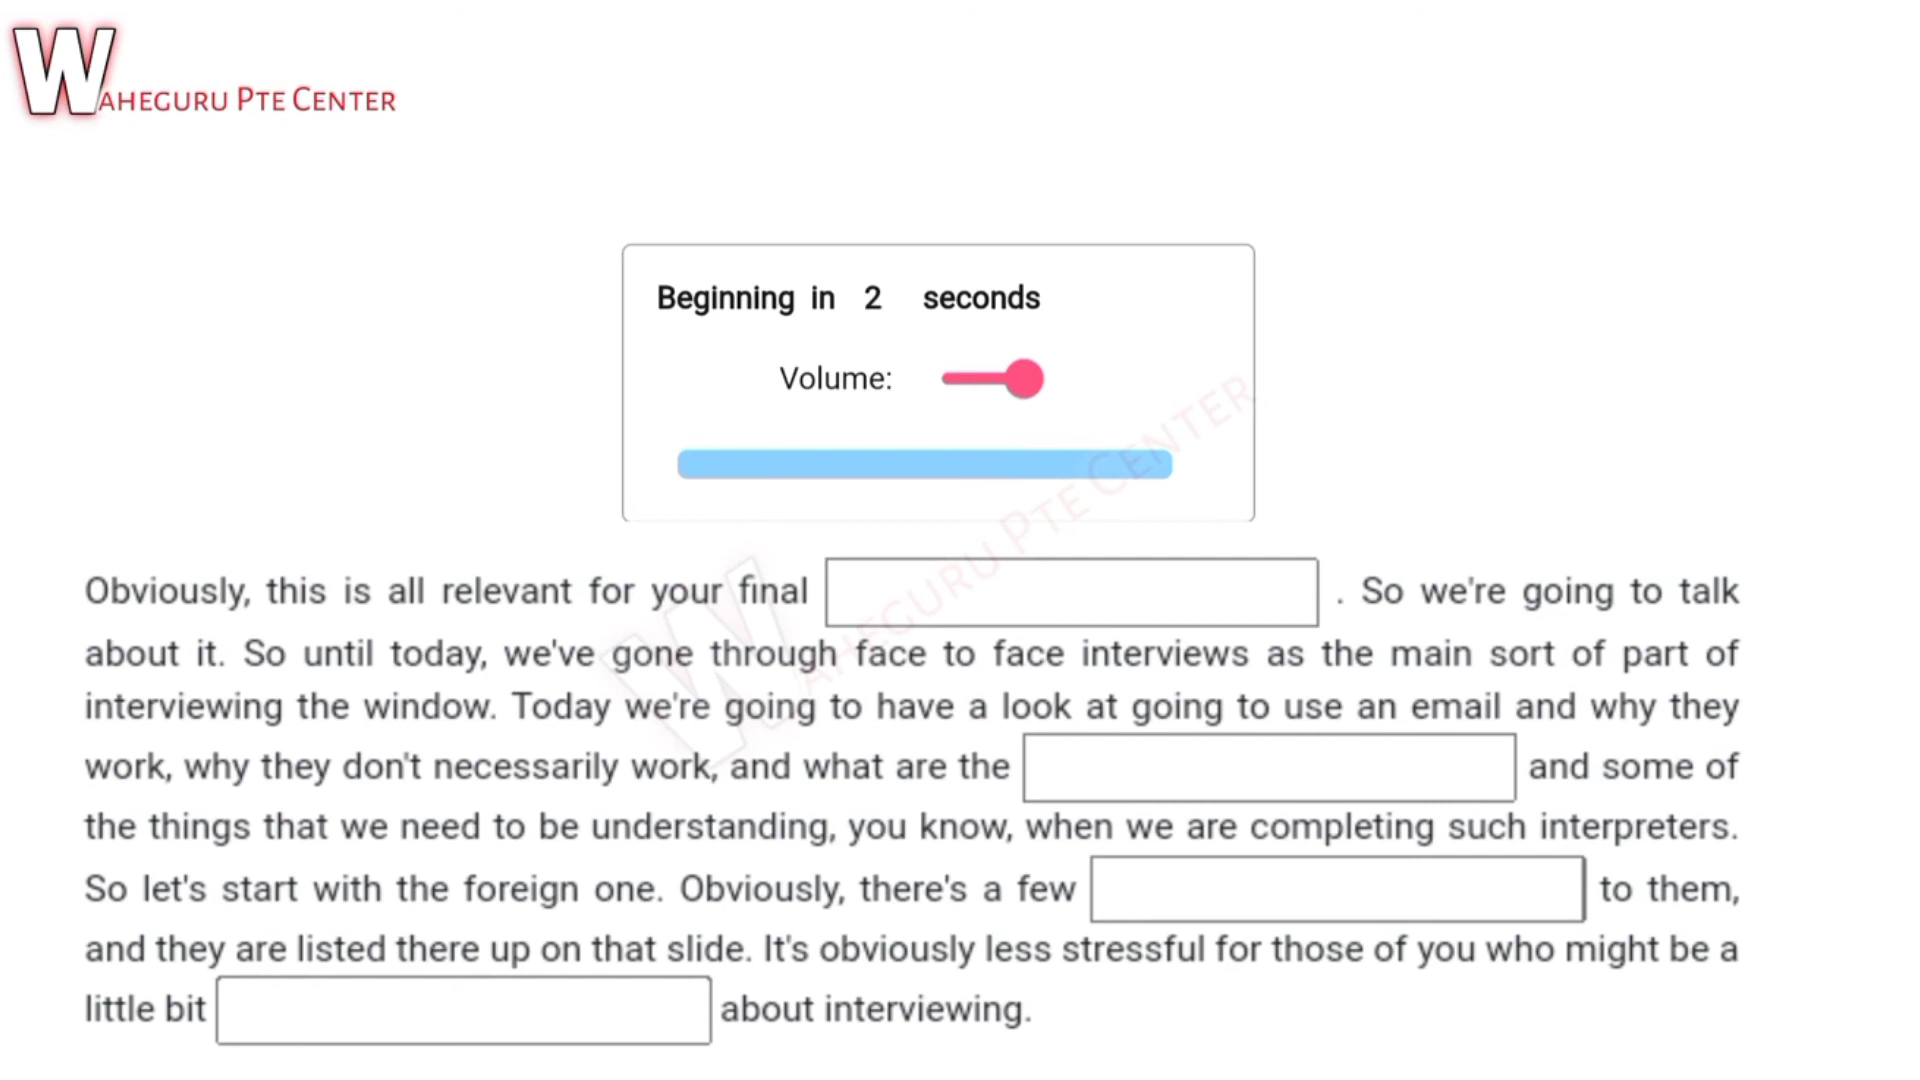 WAHEGURU PTE CENTER
Beginning in 2 seconds
Volume:
Obviously, this is all relevant for your final . So we're going to talk
about it. So until today, we've gone through face to face interviews as the main sort of part of
interviewing the window. Today we're going to have a look at going to use an email and why they
work, why they don't necessarily work, and what are the and some of
the things that we need to be understanding, you know, when we are completing such interpreters.
So let's start with the foreign one. Obviously, there's a few to them,
and they are listed there up on that slide. It's obviously less stressful for those of you who might be a
little bit about interviewing.
WAHEGURU PTE CENTER